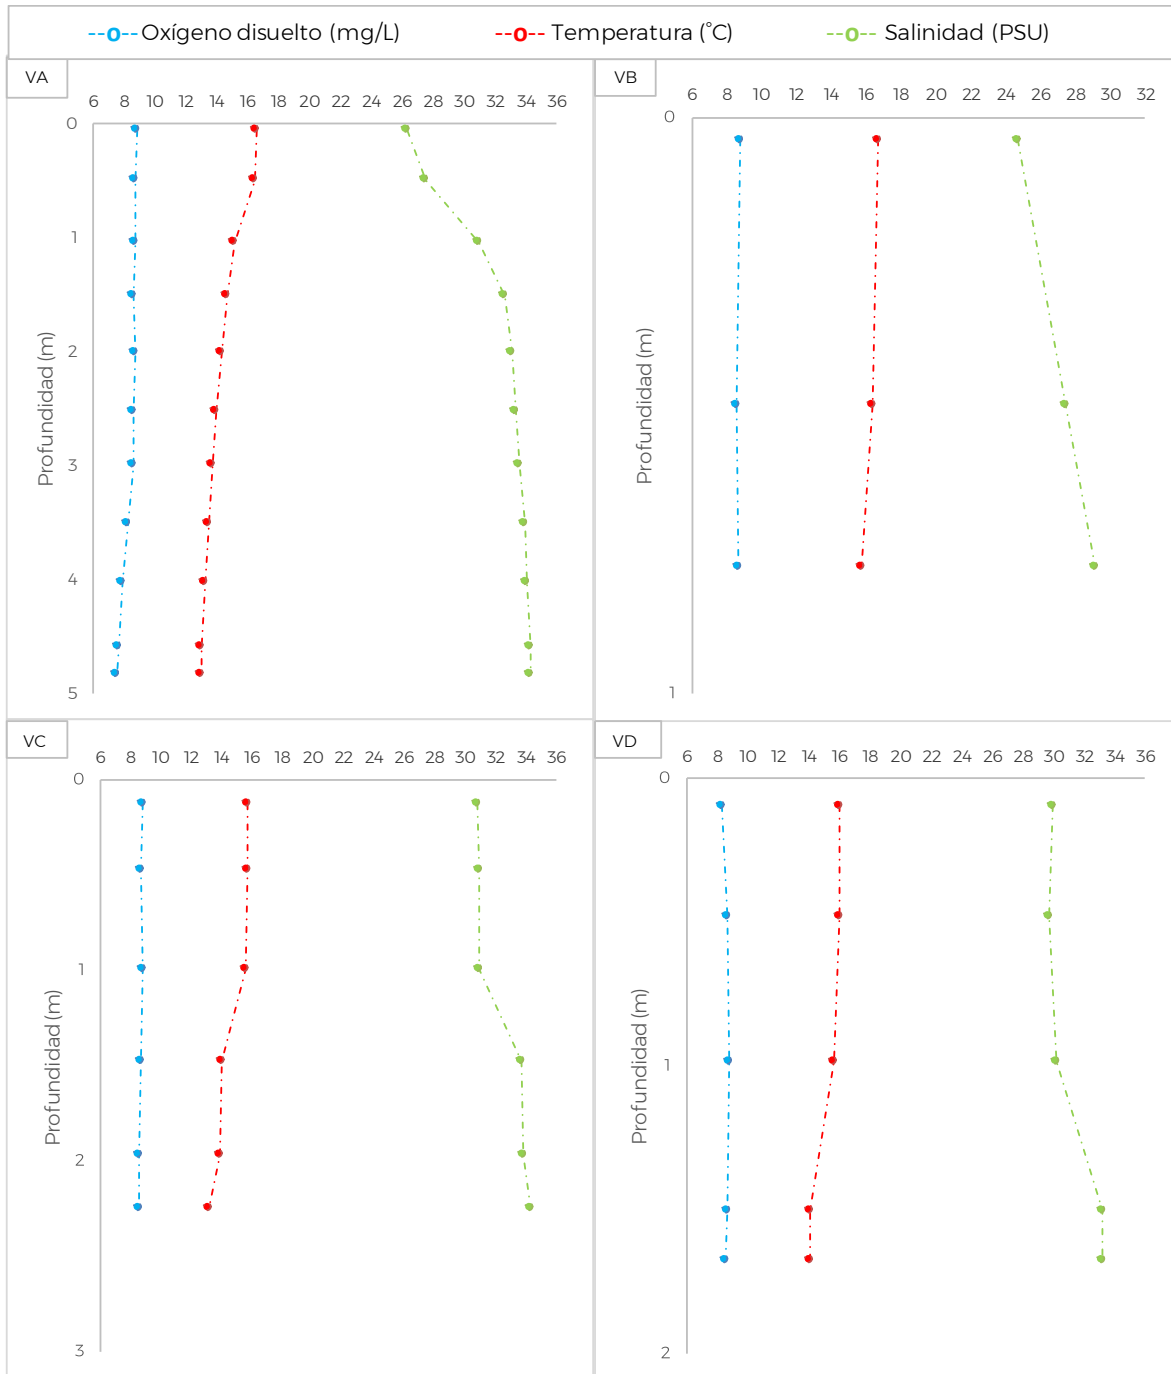 Oxígeno disuelto (mg/L) Temperatura (°C) Salinidad (PSU)
VA
6 8 10 12 14 16 18 20 22 24 26 28 30 32 34 36
0
1
2
3
4
5
Profundidad (m)
VB
6 8 10 12 14 16 18 20 22 24 26 28 30 32
0
1
Profundidad (m)
VC
6 8 10 12 14 16 18 20 22 24 26 28 30 32 34 36
0
1
2
3
Profundidad (m)
VD
6 8 10 12 14 16 18 20 22 24 26 28 30 32 34 36
0
1
2
Profundidad (m)